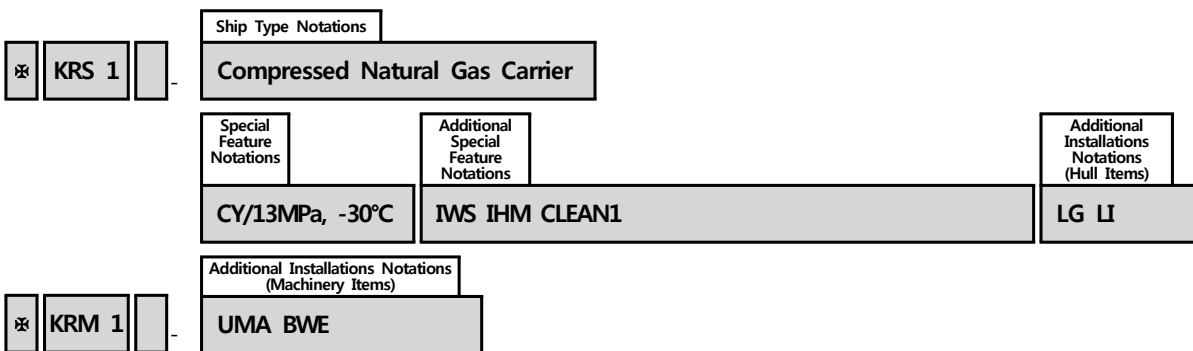 Ship Type Notations
✠ KRS 1 - Compressed Natural Gas Carrier
Special Feature Notations
Additional Special Feature Notations
Additional Installations Notations (Hull Items)
CY/13MPa, -30℃ IWS IHM CLEAN1 LG LI
Additional Installations Notations
(Machinery Items)
✠ KRM 1 - UMA BWE